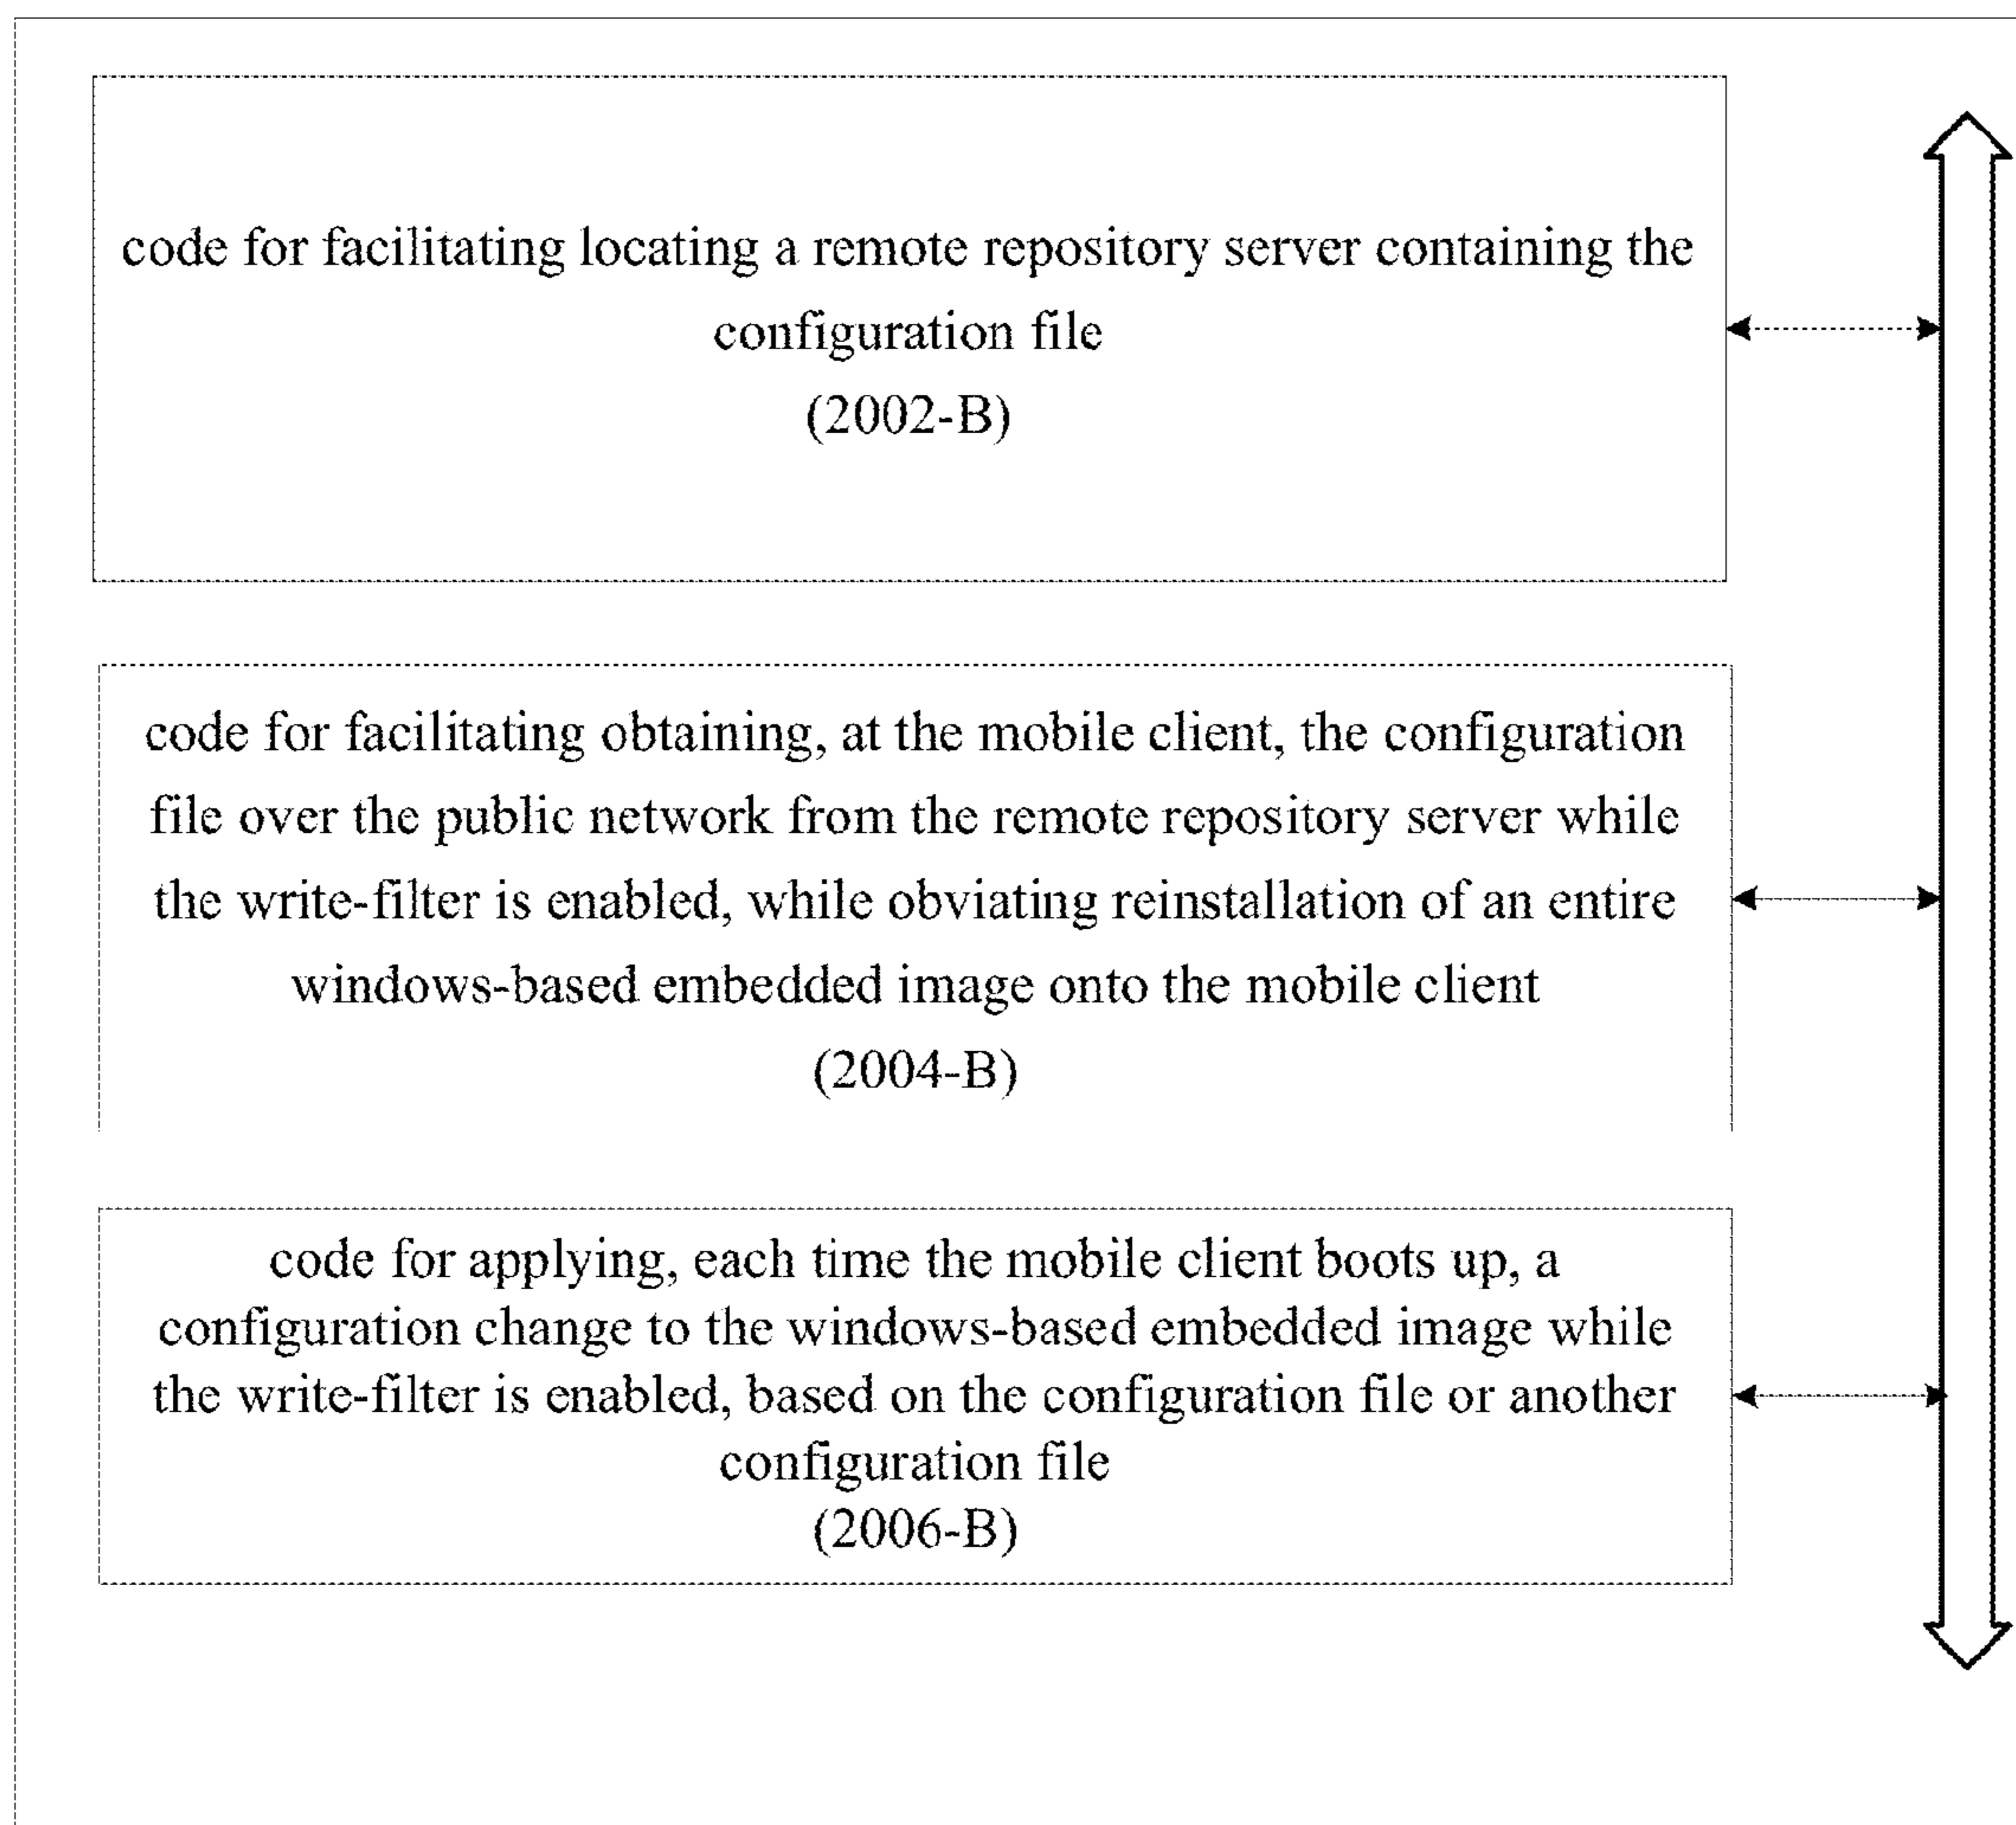 code for facilitating locating a remote repository server containing the
configuration file
(2002-B)
code for facilitating obtaining, at the mobile client, the configuration
file over the public network from the remote repository server while
the write-filter is enabled, while obviating reinstallation of an entire
windows-based embedded image onto the mobile client
(2004-B)
code for applying, each time the mobile client boots up, a
configuration change to the windows-based embedded image while
the write-filter is enabled, based on the configuration file or another
configuration file
(2006-B)